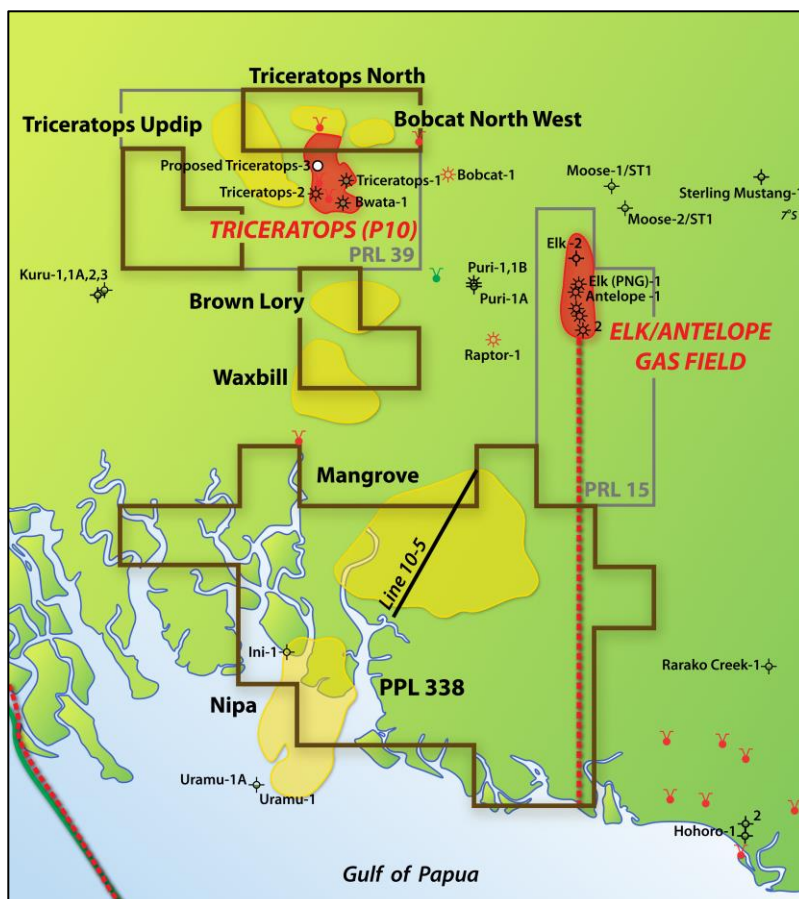 Triceratops North
Triceratops Updip
Bobcat North West
Proposed Triceratops-3
Triceratops-1
Bobcat-1
Triceratops-2
Bwata-1
Moose-1/ST1
Sterling Mustang-1
Moose-2/ST1
7°S
TRICERATOPS (P10)
PRL 39
Elk -2
Kuru-1,1A,2,3
Puri-1,1B
Puri-1A
Elk (PNG)-1
Antelope -1
Brown Lory
2
ELK/ANTELOPE
GAS FIELD
Raptor-1
Waxbill
Mangrove
PRL 15
Line 10-5
Ini-1
Rarako Creek-1
PPL 338
Nipa
Uramu-1A
Uramu-1
2
Hohoro-1
Gulf of Papua